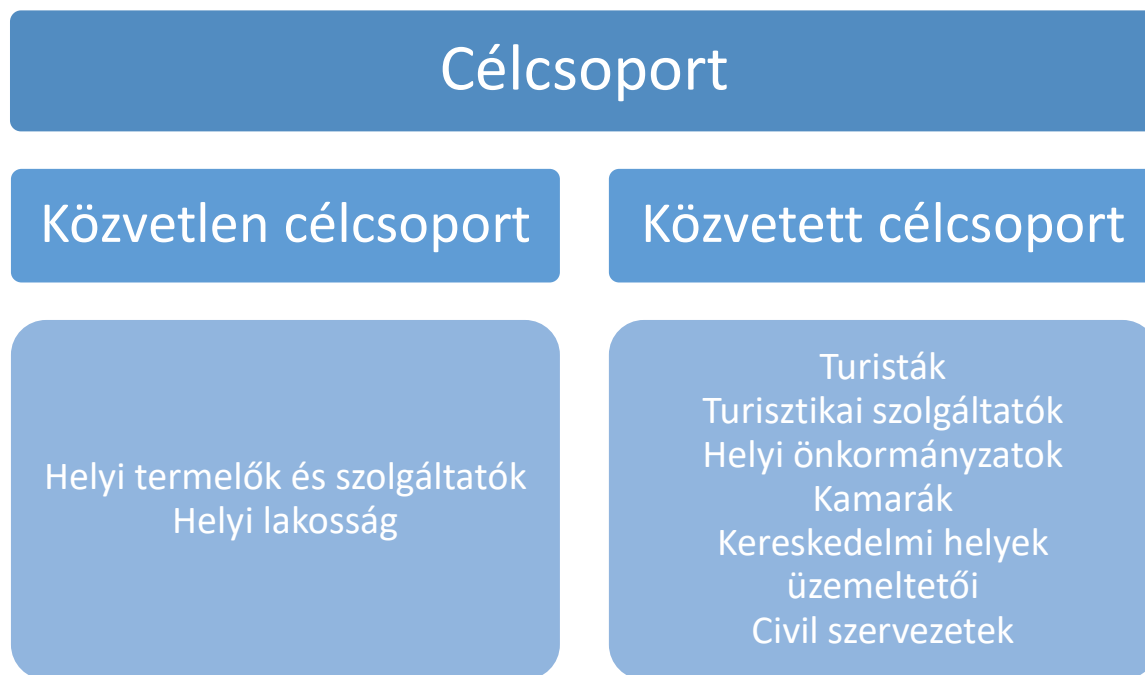 Célcsoport
Közvetlen célcsoport
Közvetett célcsoport
Helyi termelők és szolgáltatók
Helyi lakosság
Turisták
Turisztikai szolgáltatók
Helyi önkormányzatok
Kamarák
Kereskedelmi helyek
üzemeltetői
Civil szervezetek